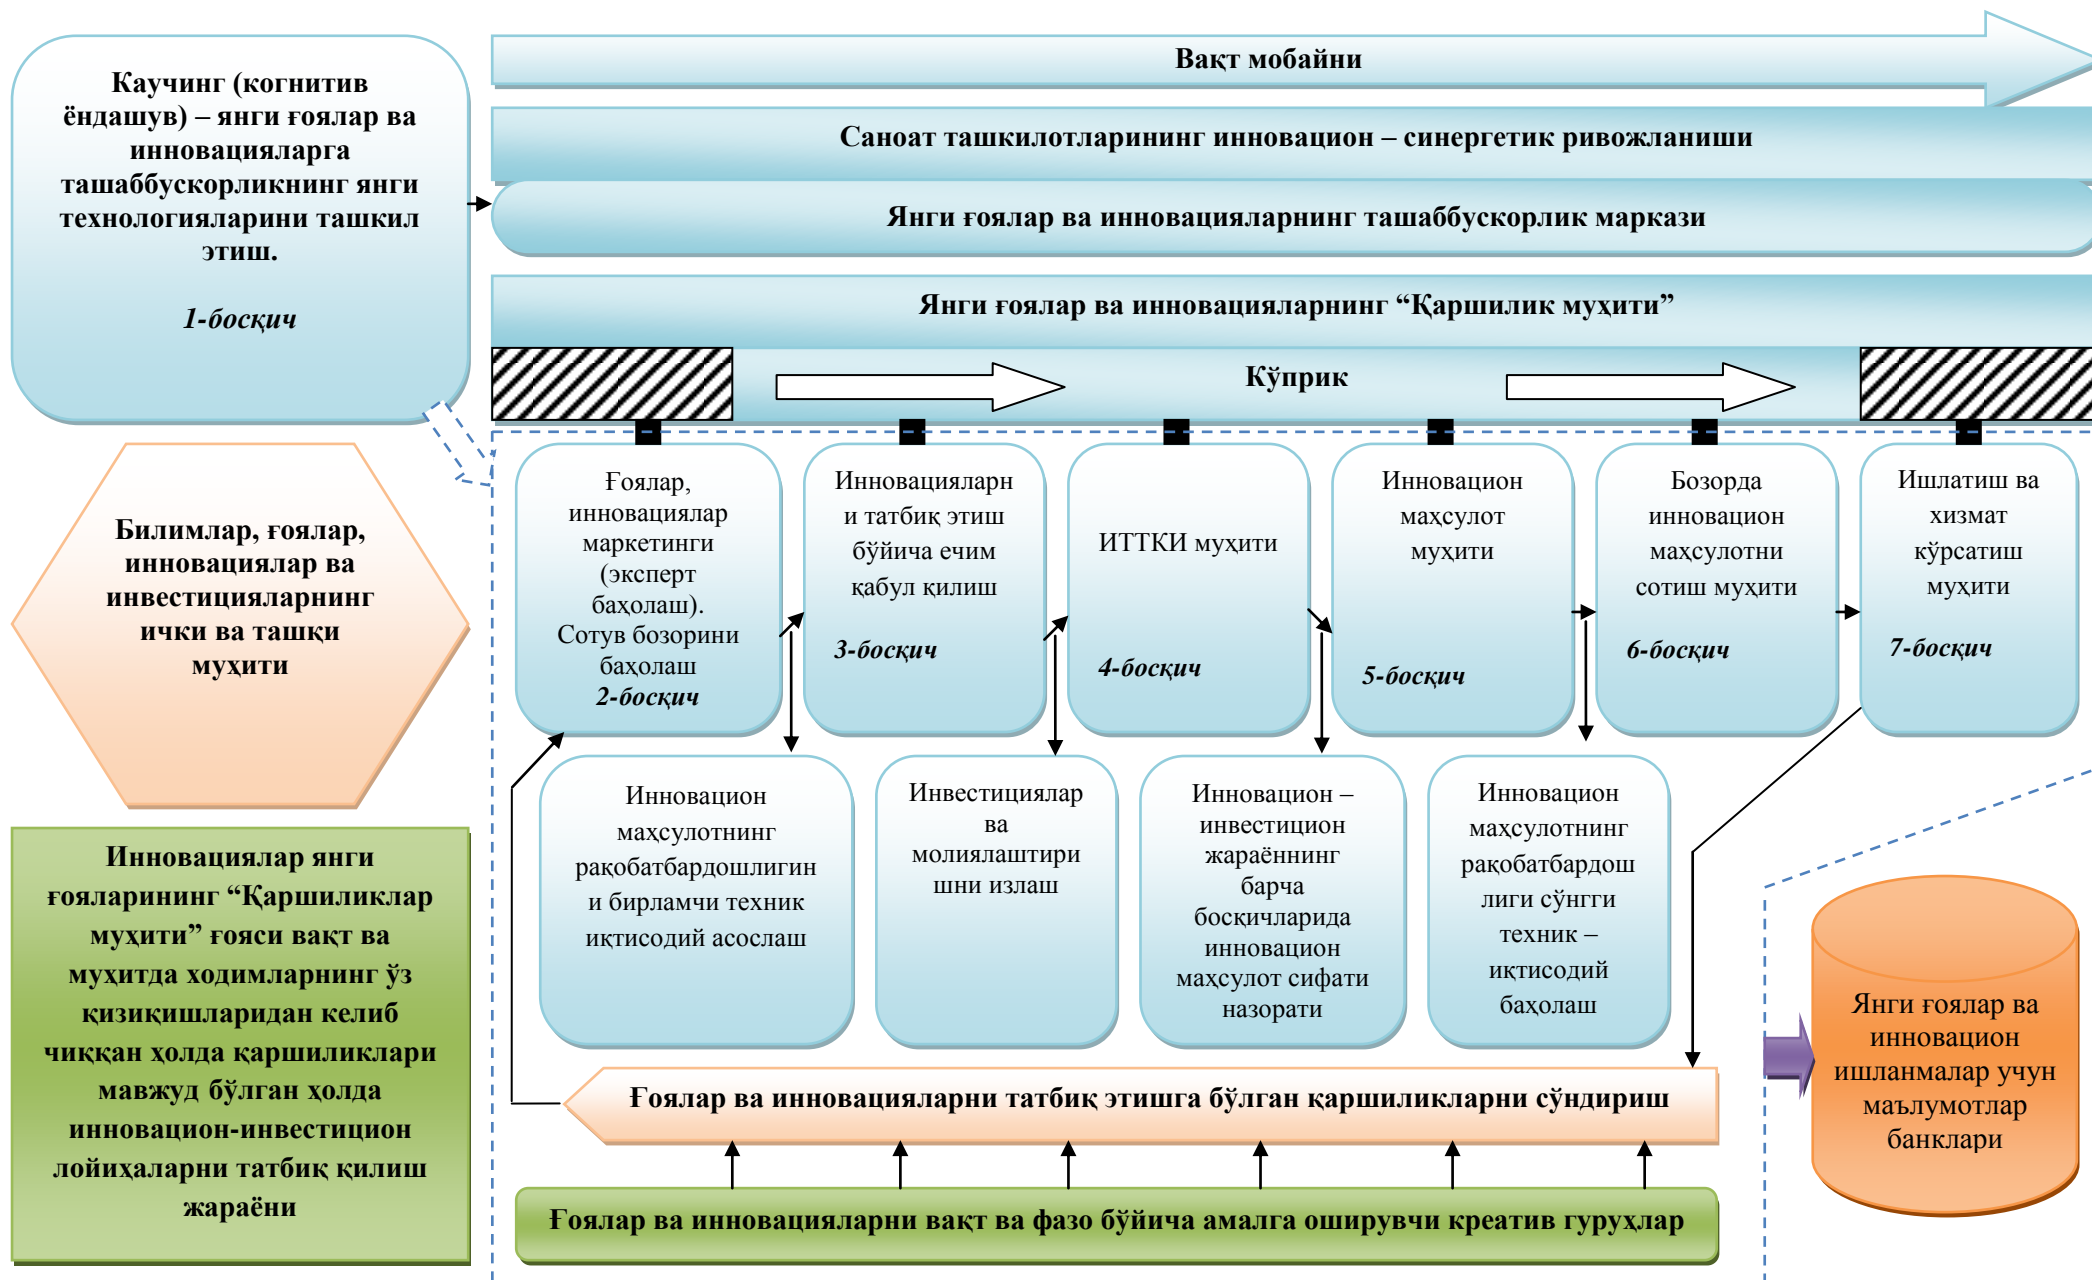 Каучинг (когнитив
ёндашув) – янги ғоялар ва
инновацияларга
ташаббускорликнинг янги
технологияларини ташкил
этиш.
1-босқич
Вақт мобайни
Саноат ташкилотларининг инновацион – синергетик ривожланиши
Янги ғоялар ва инновацияларнинг ташаббускорлик маркази
Янги ғоялар ва инновацияларнинг “Қаршилик муҳити”
Кўприк
Билимлар, ғоялар,
инновациялар ва
инвестицияларнинг
ички ва ташқи
муҳити
Инновациялар янги
ғояларининг “Қаршиликлар
муҳити” ғояси вақт ва
муҳитда ходимларнинг ўз
қизиқишларидан келиб
чиққан ҳолда қаршиликлари
мавжуд бўлган ҳолда
инновацион-инвестицион
лойиҳаларни татбиқ қилиш
жараёни
Ғоялар,
инновациялар
маркетинги
(эксперт
баҳолаш).
Сотув бозорини
баҳолаш
2-босқич
Инновацияларн
и татбиқ этиш
бўйича ечим
қабул қилиш
3-босқич
ИТТКИ муҳити
4-босқич
Инновацион
маҳсулот
муҳити
5-босқич
Бозорда
инновацион
маҳсулотни
сотиш муҳити
6-босқич
Ишлатиш ва
хизмат
кўрсатиш
муҳити
7-босқич
Инновацион
маҳсулотнинг
рақобатбардошлигин
и бирламчи техник
иқтисодий асослаш
Инвестициялар
ва
молиялаштири
шни излаш
Инновацион –
инвестицион
жараённинг
барча
босқичларида
инновацион
маҳсулот сифати
назорати
Инновацион
маҳсулотнинг
рақобатбардош
лиги сўнгги
техник –
иқтисодий
баҳолаш
Янги ғоялар ва
инновацион
ишланмалар учун
маълумотлар
банклари
Ғоялар ва инновацияларни татбиқ этишга бўлган қаршиликларни сўндириш
Ғоялар ва инновацияларни вақт ва фазо бўйича амалга оширувчи креатив гуруҳлар